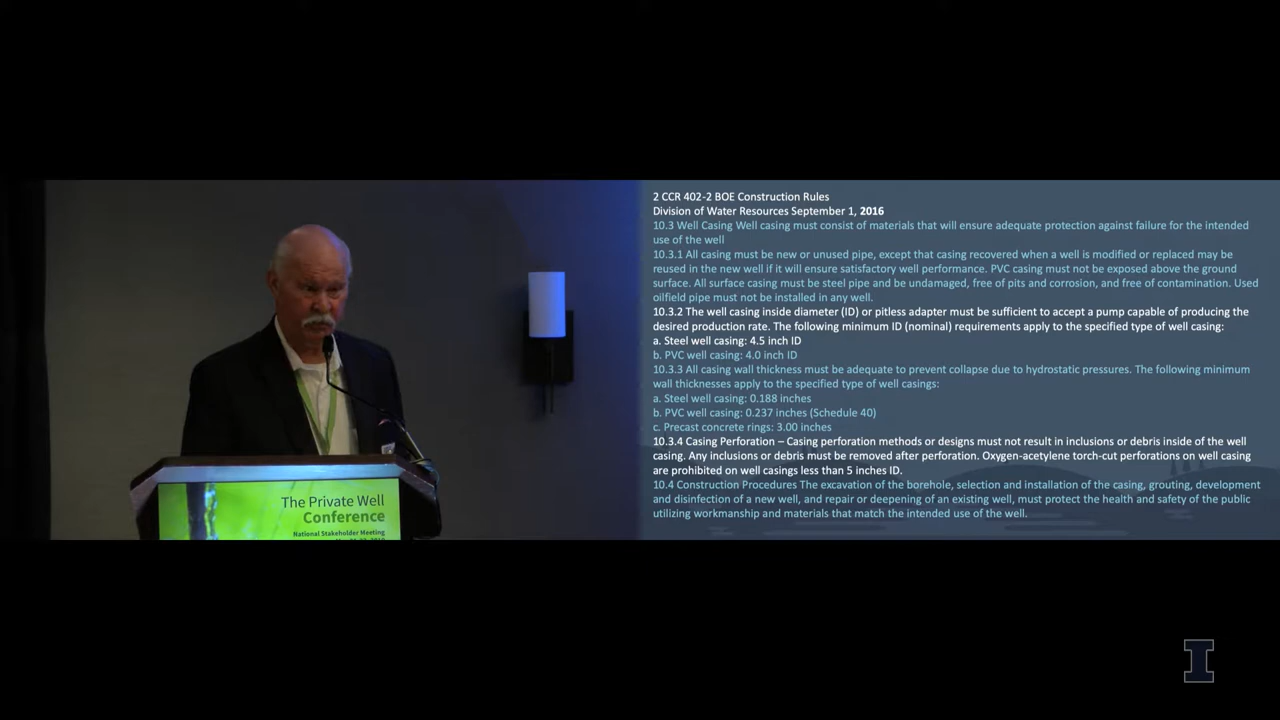 2 CCR 402-2 BOE Construction Rules
Division of Water Resources September 1, 2016
10.3 Well Casing Well casing must consist of materials that will ensure adequate protection against failure for the intended
use of the well
10.3.1 All casing must be new or unused pipe, except that casing recovered when a well is modified or replaced may be
reused in the new well if it will ensure satisfactory well performance. PVC casing must not be exposed above the ground
surface. All surface casing must be steel pipe and be undamaged, free of pits and corrosion, and free of contamination. Used
oilfield pipe must not be installed in any well.
10.3.2 The well casing inside diameter (ID) or pitless adapter must be sufficient to accept a pump capable of producing the
desired production rate. The following minimum ID (nominal) requirements apply to the specified type of well casing:
a. Steel well casing: 4.5 inch ID
b. PVC well casing: 4.0 inch ID
10.3.3 All casing wall thickness must be adequate to prevent collapse due to hydrostatic pressures. The following minimum
wall thicknesses apply to the specified type of well casings:
a. Steel well casing: 0.188 inches
b. PVC well casing: 0.237 inches (Schedule 40)
c. Precast concrete rings: 3.00 inches
10.3.4 Casing Perforation – Casing perforation methods or designs must not result in inclusions or debris inside of the well
casing. Any inclusions or debris must be removed after perforation. Oxygen-acetylene torch-cut perforations on well casing
are prohibited on well casings less than 5 inches ID.
10.4 Construction Procedures The excavation of the borehole, selection and installation of the casing, grouting, development
and disinfection of a new well, and repair or deepening of an existing well, must protect the health and safety of the public
utilizing workmanship and materials that match the intended use of the well.
The Private Well
Conference
National Stakeholder Meeting
I